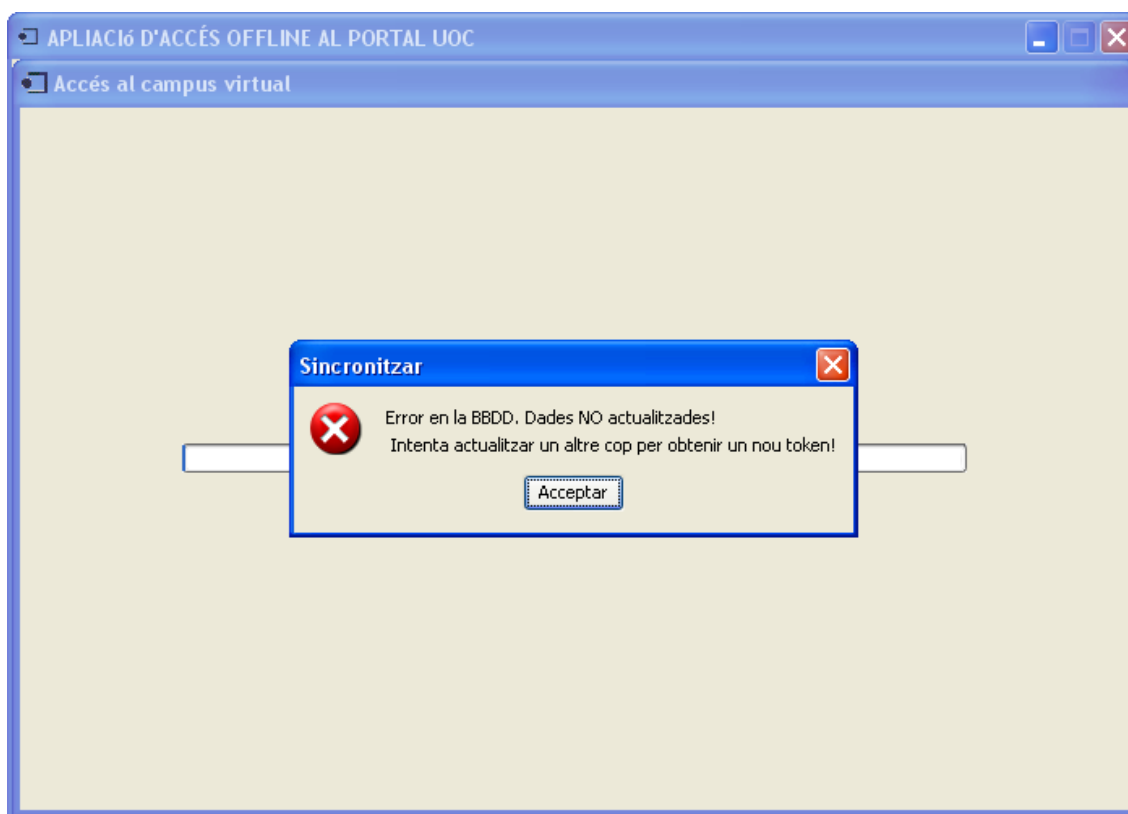 APLIACIó D'ACCÉS OFFLINE AL PORTAL UOC
Accés al campus virtual
Sincronitzar
Error en la BBDD. Dades NO actualitzades!
Intenta actualitzar un altre cop per obtenir un nou token!
Acceptar